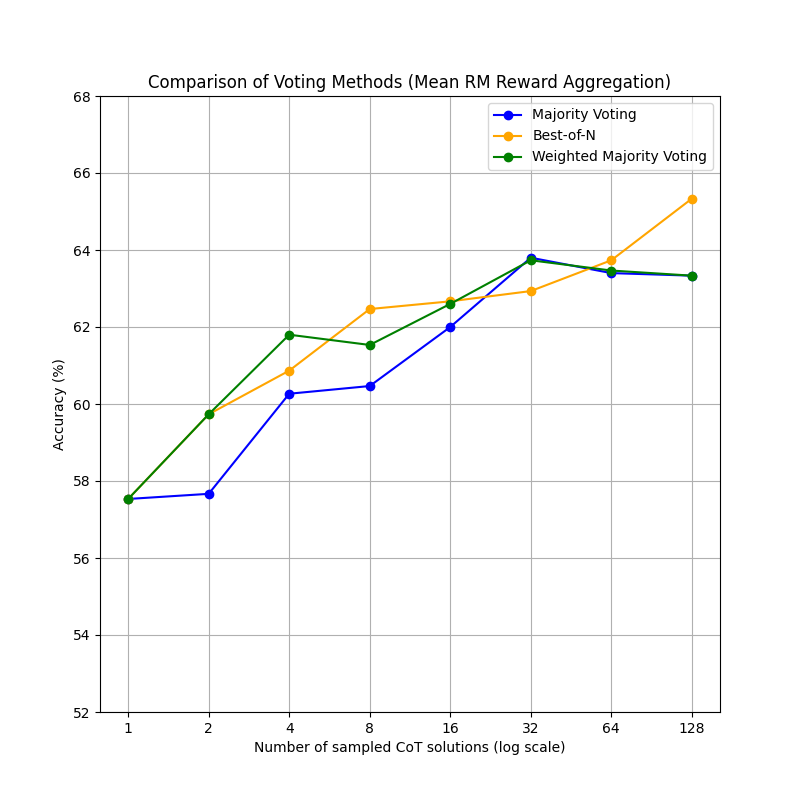 Comparison of Voting Methods (Mean RM Reward Aggregation)
Majority Voting
Best-of-N
Weighted Majority Voting
Accuracy (%)
68
66
64
62
60
58
56
54
52
1 2 4 8 16 32 64 128
Number of sampled CoT solutions (log scale)